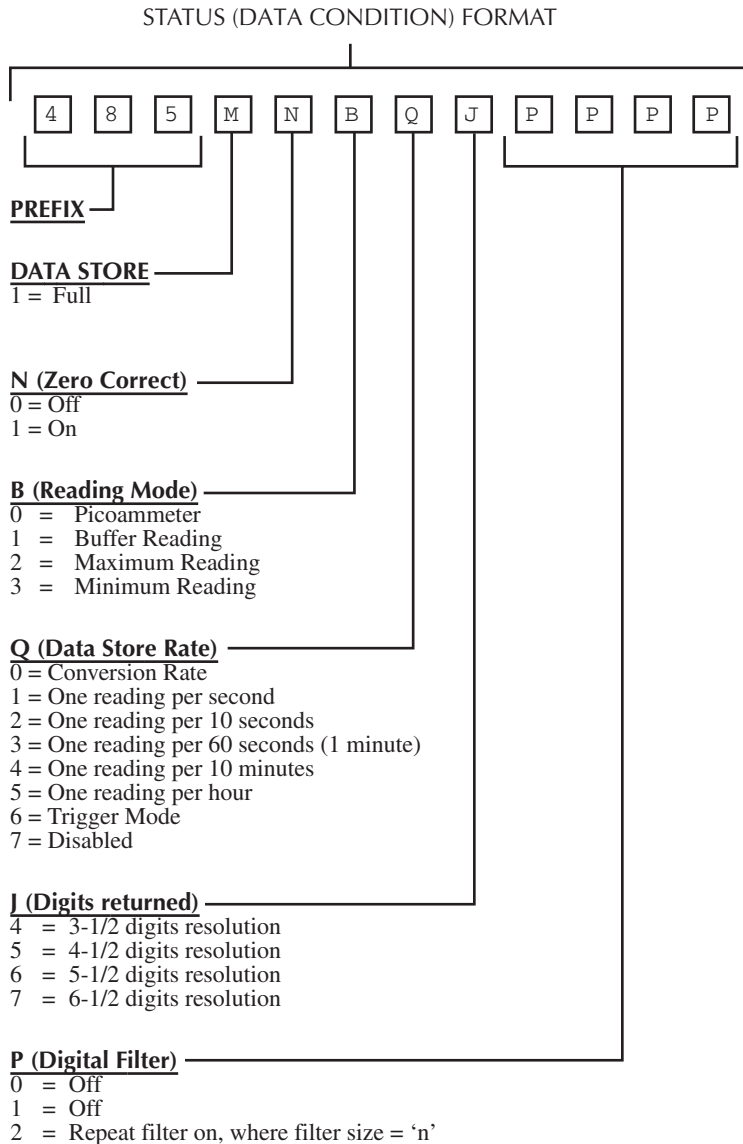 STATUS (DATA CONDITION) FORMAT
4 8 5 M N B Q J P P P P
PREFIX
DATA STORE
1 = Full
N (Zero Correct)
0 = Off
1 = On
B (Reading Mode)
0 = Picoammeter
1 = Buffer Reading
2 = Maximum Reading
3 = Minimum Reading
Q (Data Store Rate)
0 = Conversion Rate
1 = One reading per second
2 = One reading per 10 seconds
3 = One reading per 60 seconds (1 minute)
4 = One reading per 10 minutes
5 = One reading per hour
6 = Trigger Mode
7 = Disabled
J (Digits returned)
4 = 3-1/2 digits resolution
5 = 4-1/2 digits resolution
6 = 5-1/2 digits resolution
7 = 6-1/2 digits resolution
P (Digital Filter)
0 = Off
1 = Off
2 = Repeat filter on, where filter size = ‘n’